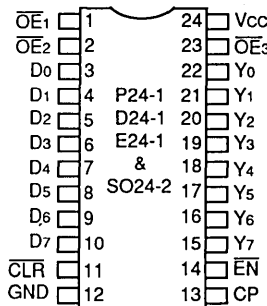 OE1 1 24 Vcc
OE2 2 23 OE3
D0 3 22 Y0
D1 4 P24-1 21 Y1
D2 5 D24-1 20 Y2
D3 6 E24-1 19 Y3
D4 7 & 18 Y4
D5 8 SO24-2 17 Y5
D6 9 16 Y6
D7 10 15 Y7
CLR 11 14 EN
GND 12 13 CP